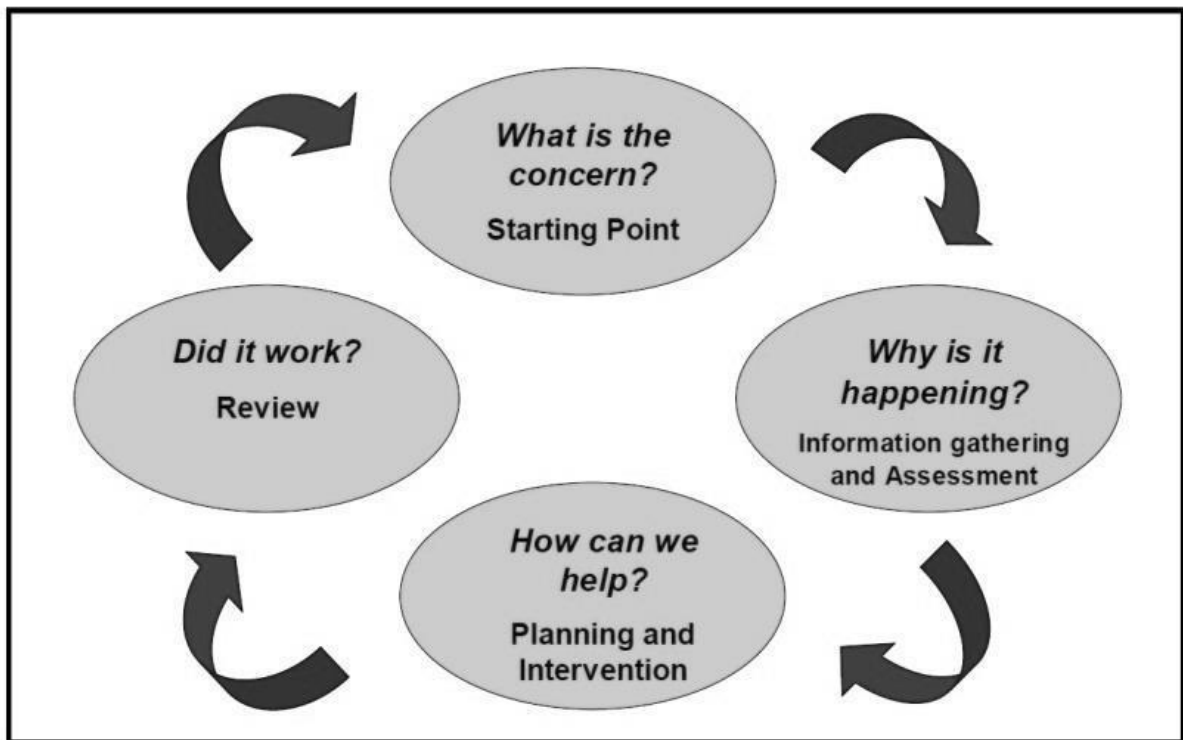 What is the
concern?
Starting Point
Why is it
happening?
Information gathering
and Assessment
How can we
help?
Planning and
Intervention
Did it work?
Review